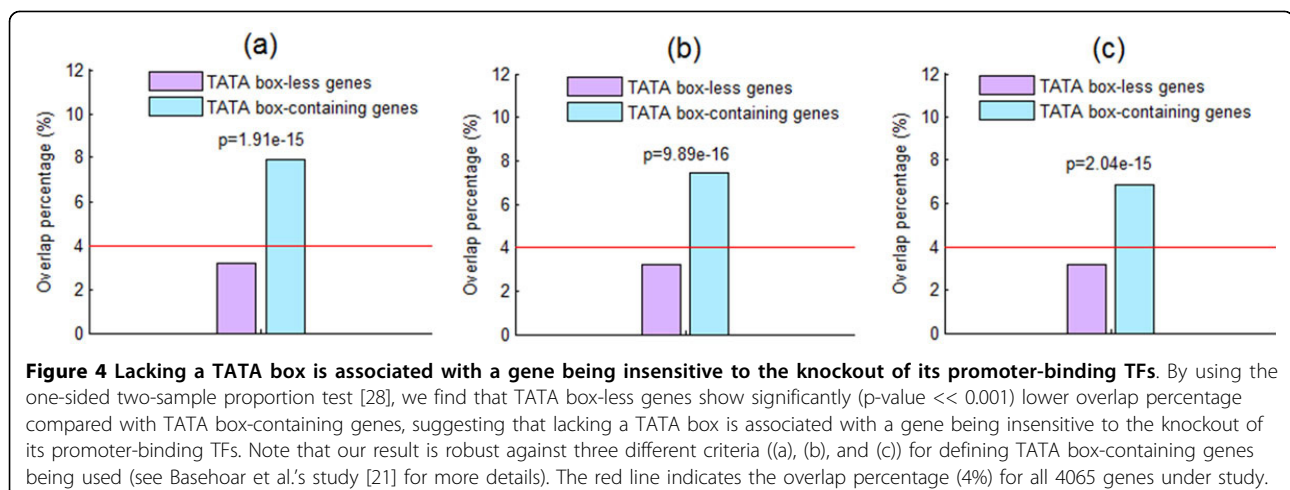 (a)
12
10
8
6
4
2
0
Overlap percentage (%)
TATA box-less genes
TATA box-containing genes
p=1.91e-15
(b)
12
10
8
6
4
2
0
Overlap percentage (%)
TATA box-less genes
TATA box-containing genes
p=9.89e-16
(c)
12
10
8
6
4
2
0
Overlap percentage (%)
TATA box-less genes
TATA box-containing genes
p=2.04e-15
Figure 4 Lacking a TATA box is associated with a gene being insensitive to the knockout of its promoter-binding TFs. By using the
one-sided two-sample proportion test [28], we find that TATA box-less genes show significantly (p-value << 0.001) lower overlap percentage
compared with TATA box-containing genes, suggesting that lacking a TATA box is associated with a gene being insensitive to the knockout of
its promoter-binding TFs. Note that our result is robust against three different criteria ((a), (b), and (c)) for defining TATA box-containing genes
being used (see Basehoar et al.'s study [21] for more details). The red line indicates the overlap percentage (4%) for all 4065 genes under study.